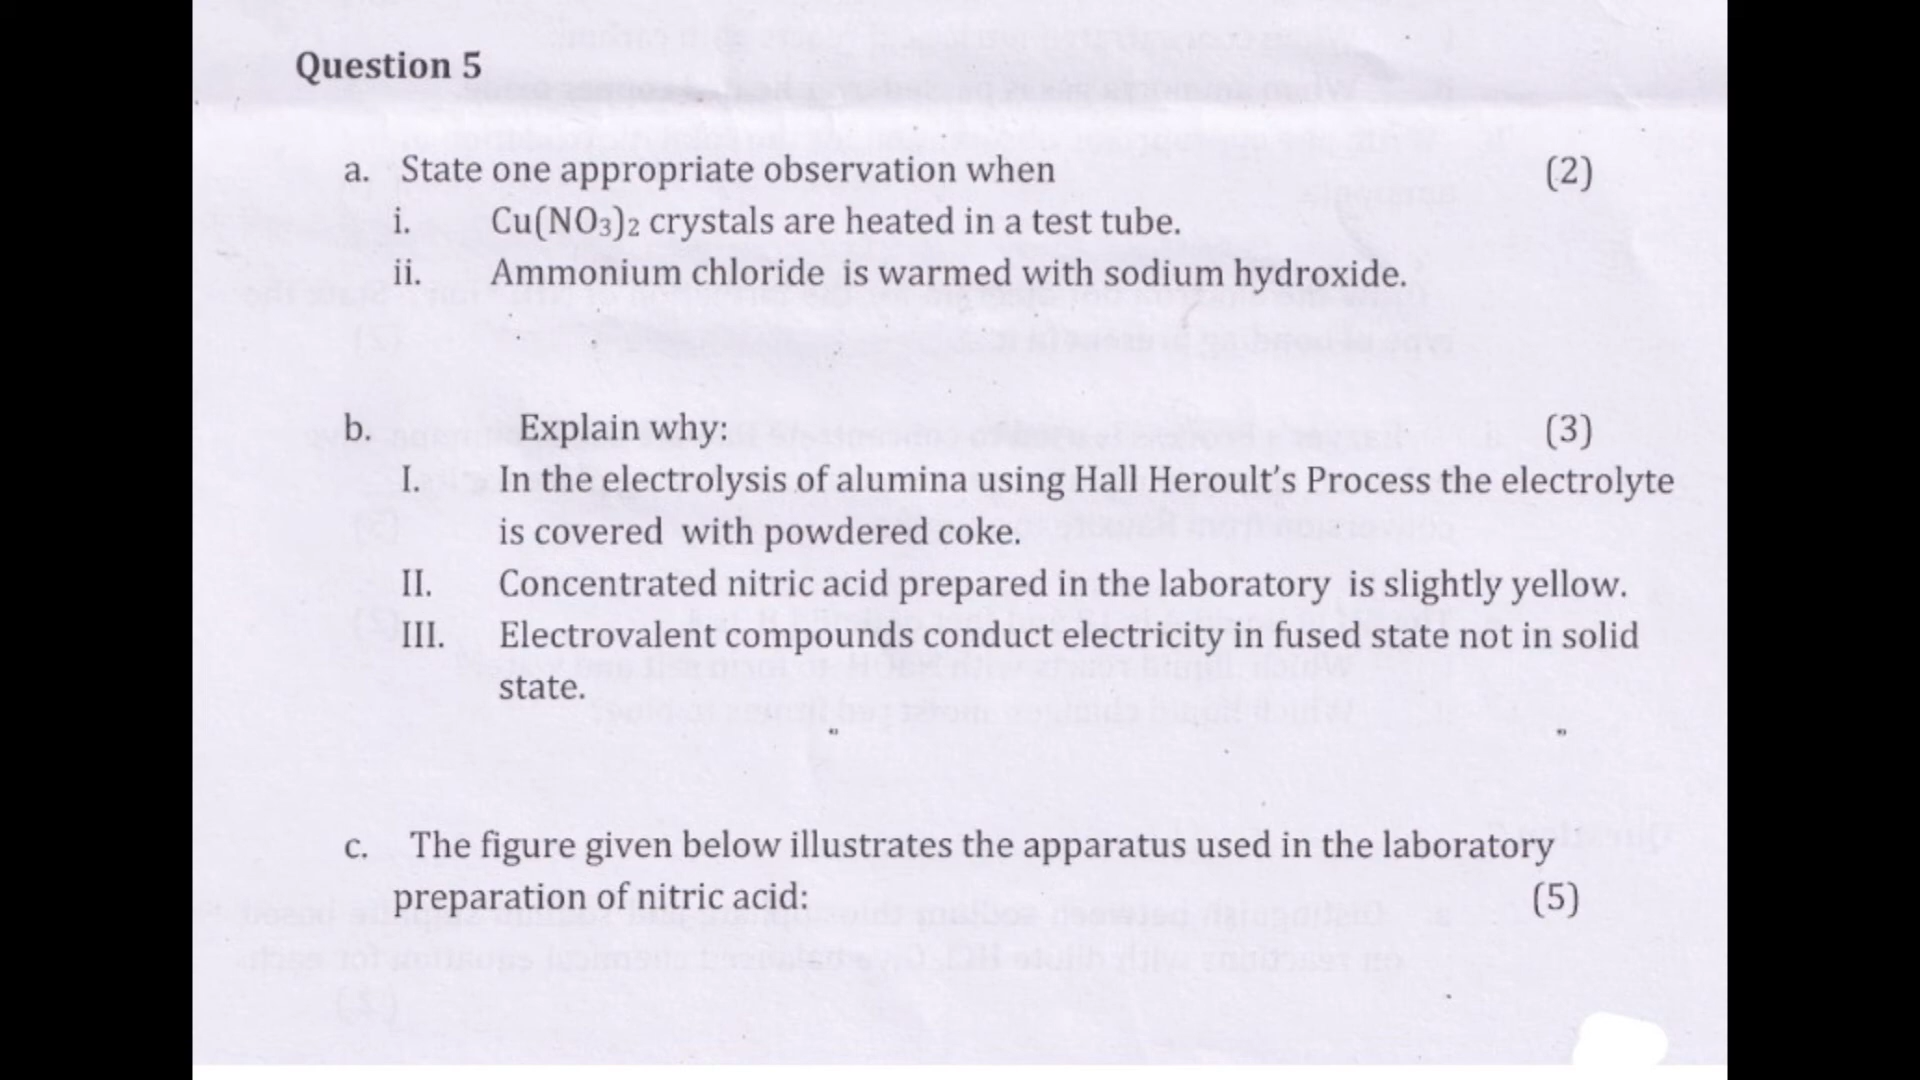 Question 5
a. State one appropriate observation when (2)
i. Cu(NO3)2 crystals are heated in a test tube.
ii. Ammonium chloride is warmed with sodium hydroxide.
b. Explain why: (3)
I. In the electrolysis of alumina using Hall Heroult's Process the electrolyte
is covered with powdered coke.
II. Concentrated nitric acid prepared in the laboratory is slightly yellow.
III. Electrovalent compounds conduct electricity in fused state not in solid
state.
c. The figure given below illustrates the apparatus used in the laboratory
preparation of nitric acid: (5)